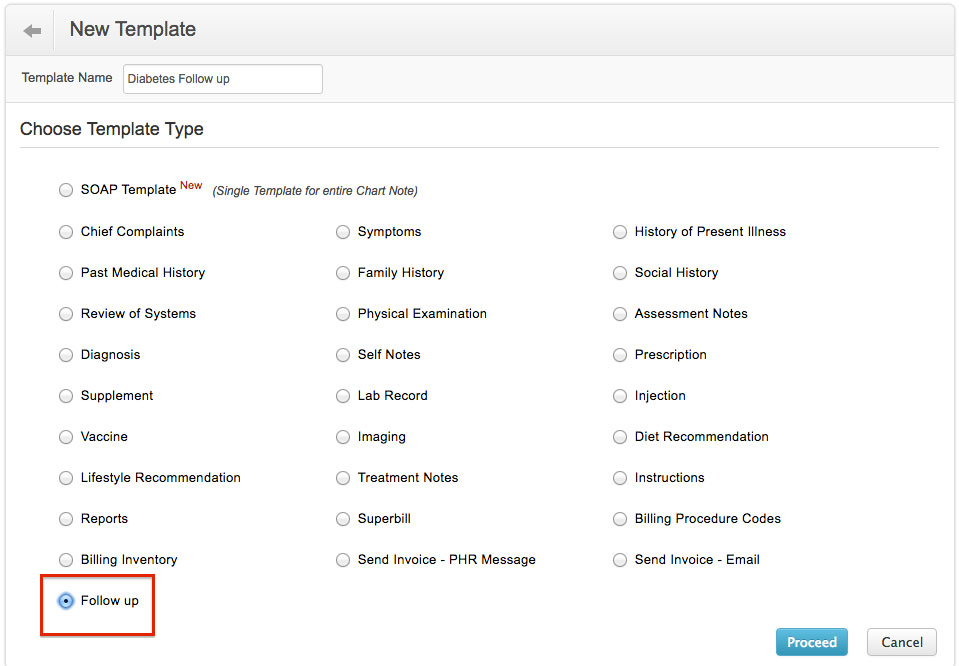 New Template
Template Name Diabetes Follow up
Choose Template Type
SOAP Template New (Single Template for entire Chart Note)
Chief Complaints Symptoms History of Present Illness
Past Medical History Family History Social History
Review of Systems Physical Examination Assessment Notes
Diagnosis Self Notes Prescription
Supplement Lab Record Injection
Vaccine Imaging Diet Recommendation
Lifestyle Recommendation Treatment Notes Instructions
Reports Superbill Billing Procedure Codes
Billing Inventory Send Invoice - PHR Message Send Invoice - Email
Follow up
Proceed Cancel